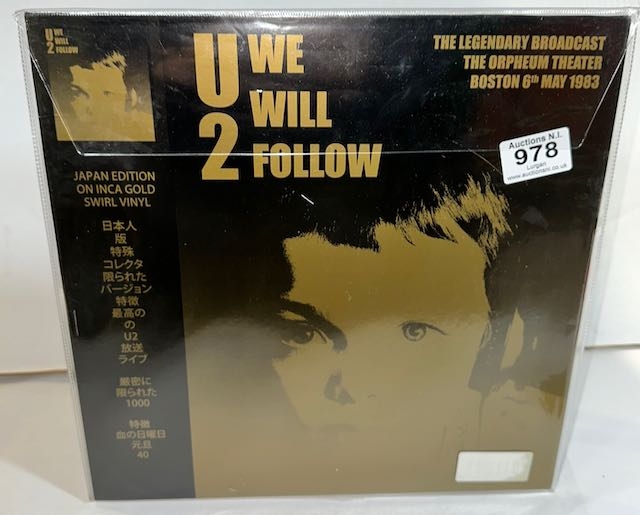 U2 WE
WILL
FOLLOW
THE LEGENDARY BROADCAST
THE ORPHEUM THEATER
BOSTON 6th MAY 1983
Auctions N.I.
978
Lurgan
www.auctionsni.co.uk
U2 WE
WILL
FOLLOW
JAPAN EDITION
ON INCA GOLD
SWIRL VINYL
日本人
版
特殊
コレクタ
限られた
バージョン
特徴
最高の
の
U2
放送
ライブ
厳密に
限られた
1000
特徴
血の日曜日
元旦
40